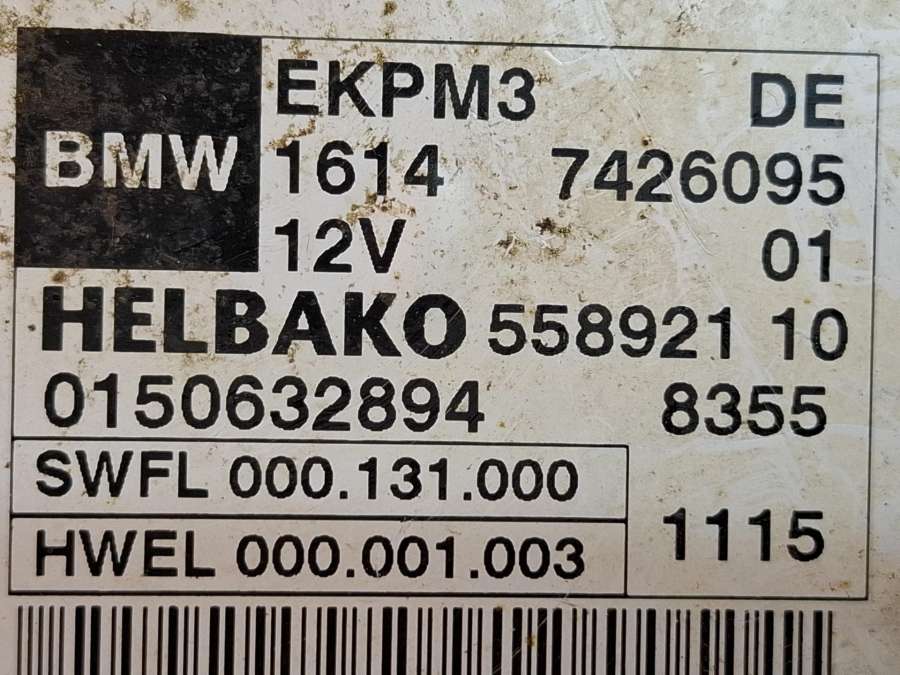 BMW
EKPM3 DE
1614 7426095
12V 01
HELBAKO 558921 10
0150632894 8355
SWFL 000.131.000
HWEL 000.001.003
1115